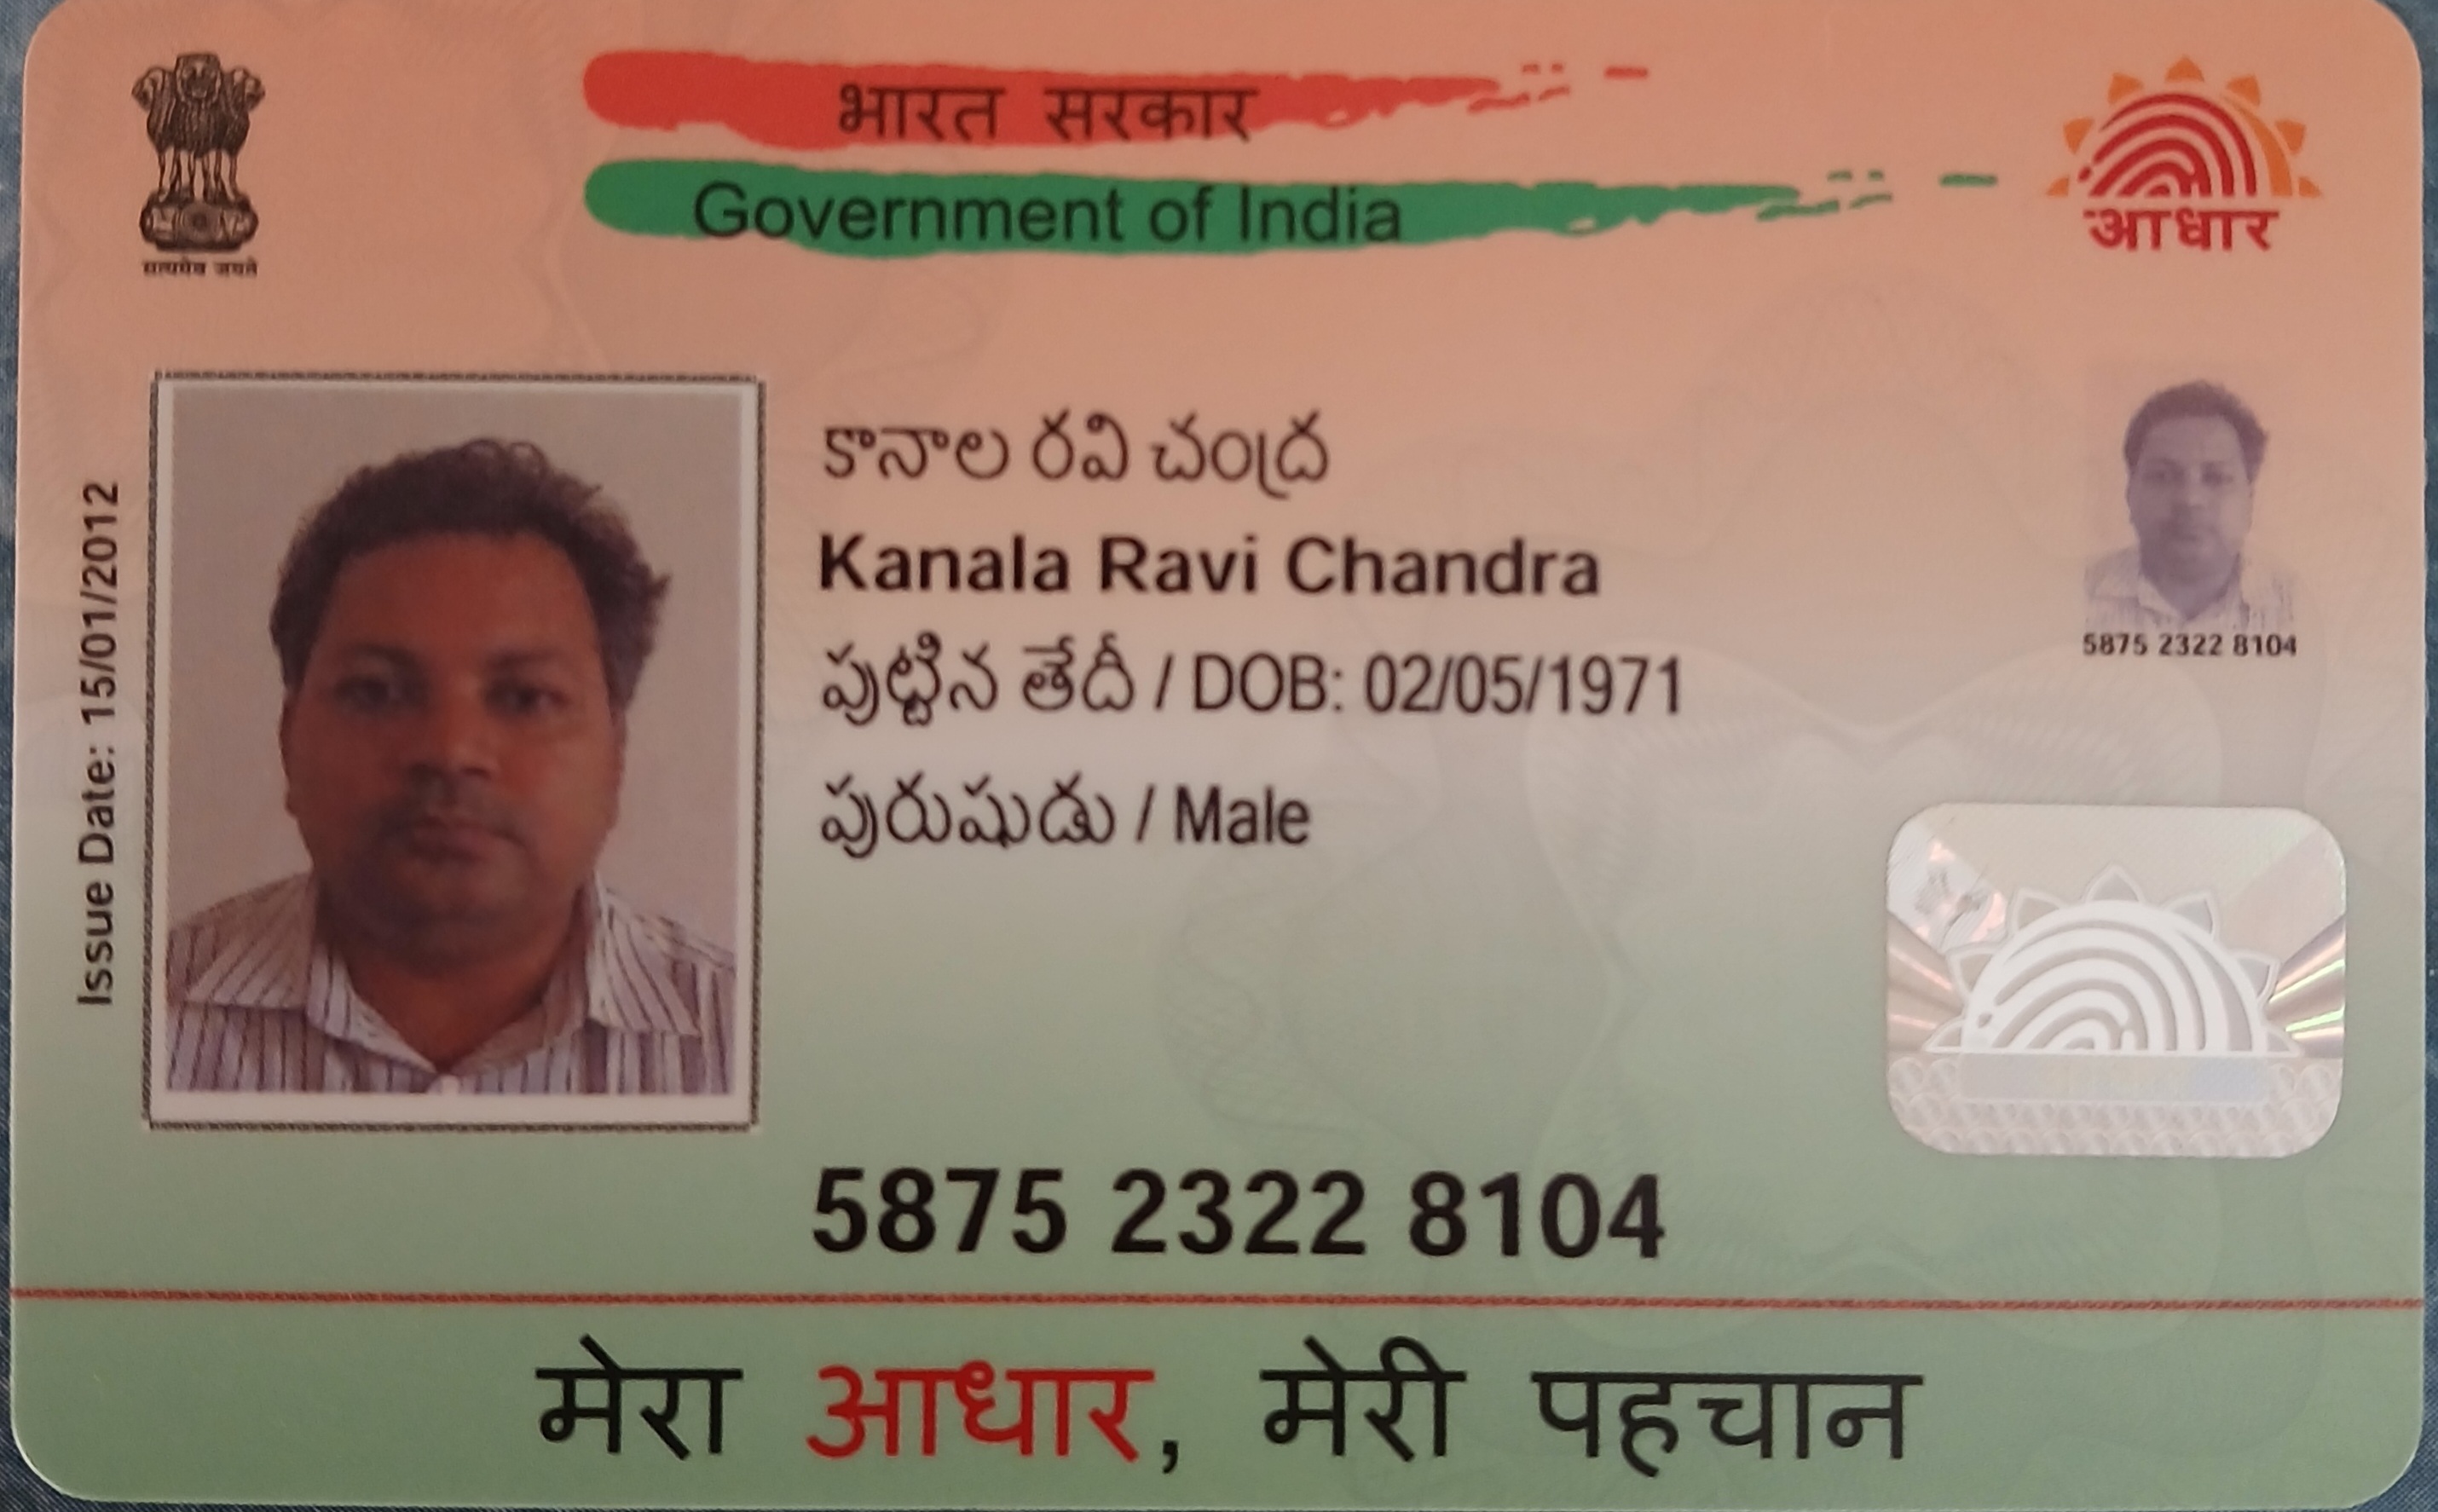 भारत सरकार
Government of India
सत्यमेव जयते
आधार
Issue Date: 15/01/2012
కానాల రవి చంద్ర
Kanala Ravi Chandra
పుట్టిన తేదీ / DOB: 02/05/1971
పురుషుడు / Male
5875 2322 8104
5875 2322 8104
मेरा आधार, मेरी पहचान